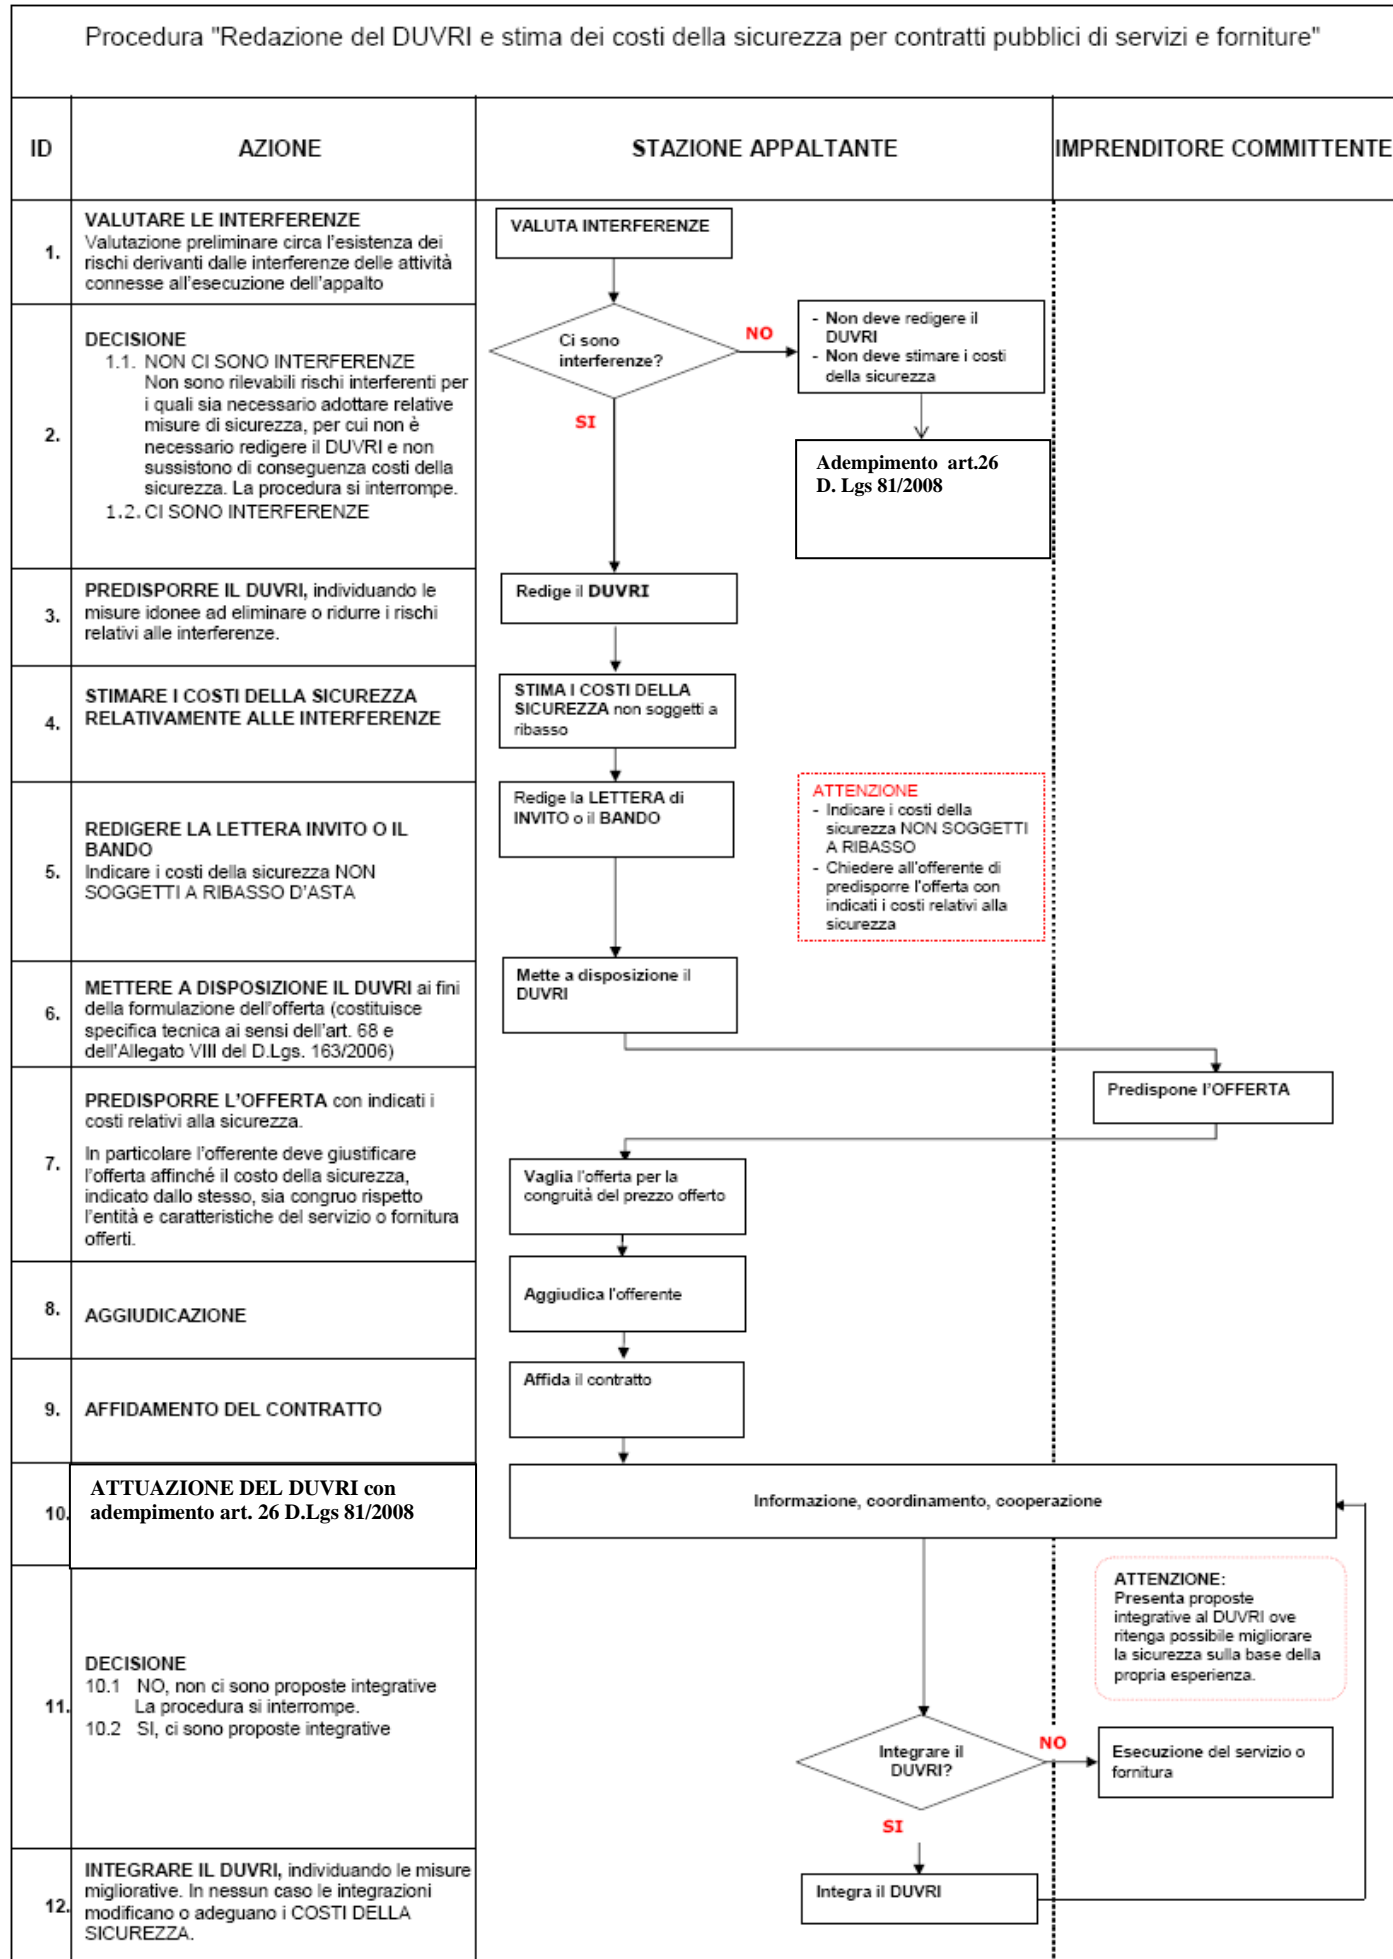 Procedura "Redazione del DUVRI e stima dei costi della sicurezza per contratti pubblici di servizi e forniture"
ID
AZIONE
STAZIONE APPALTANTE
IMPRENDITORE COMMITTENTE
1.
VALUTARE LE INTERFERENZE
Valutazione preliminare circa l'esistenza dei
rischi derivanti dalle interferenze delle attività
connesse all'esecuzione dell'appalto
VALUTA INTERFERENZE
2.
DECISIONE
1.1. NON CI SONO INTERFERENZE
Non sono rilevabili rischi interferenti per
i quali sia necessario adottare relative
misure di sicurezza, per cui non è
necessario redigere il DUVRI e non
sussistono di conseguenza costi della
sicurezza. La procedura si interrompe.
1.2. CI SONO INTERFERENZE
Ci sono
interferenze?
NO
SI
- Non deve redigere il
DUVRI
- Non deve stimare i costi
della sicurezza
Adempimento art.26
D. Lgs 81/2008
3.
PREDISPORRE IL DUVRI, individuando le
misure idonee ad eliminare o ridurre i rischi
relativi alle interferenze.
Redige il DUVRI
4.
STIMARE I COSTI DELLA SICUREZZA
RELATIVAMENTE ALLE INTERFERENZE
STIMA I COSTI DELLA
SICUREZZA non soggetti a
ribasso
5.
REDIGERE LA LETTERA INVITO O IL
BANDO
Indicare i costi della sicurezza NON
SOGGETTI A RIBASSO D'ASTA
Redige la LETTERA di
INVITO o il BANDO
ATTENZIONE
- Indicare i costi della
sicurezza NON SOGGETTI
A RIBASSO
- Chiedere all'offerente di
predisporre l'offerta con
indicati i costi relativi alla
sicurezza
6.
METTERE A DISPOSIZIONE IL DUVRI ai fini
della formulazione dell'offerta (costituisce
specifica tecnica ai sensi dell'art. 68 e
dell'Allegato VIII del D.Lgs. 163/2006)
Mette a disposizione il
DUVRI
7.
PREDISPORRE L'OFFERTA con indicati i
costi relativi alla sicurezza.
In particolare l'offerente deve giustificare
l'offerta affinché il costo della sicurezza,
indicato dallo stesso, sia congruo rispetto
l'entità e caratteristiche del servizio o fornitura
offerti.
Predispone l'OFFERTA
Vaglia l'offerta per la
congruità del prezzo offerto
8.
AGGIUDICAZIONE
Aggiudica l'offerente
9.
AFFIDAMENTO DEL CONTRATTO
Affida il contratto
10.
ATTUAZIONE DEL DUVRI con
adempimento art. 26 D.Lgs 81/2008
Informazione, coordinamento, cooperazione
11.
DECISIONE
10.1 NO, non ci sono proposte integrative
La procedura si interrompe.
10.2 SI, ci sono proposte integrative
ATTENZIONE:
Presenta proposte
integrative al DUVRI ove
ritenga possibile migliorare
la sicurezza sulla base della
propria esperienza.
Integrare il
DUVRI?
NO
SI
Esecuzione del servizio o
fornitura
12.
INTEGRARE IL DUVRI, individuando le misure
migliorative. In nessun caso le integrazioni
modificano o adeguano i COSTI DELLA
SICUREZZA.
Integra il DUVRI